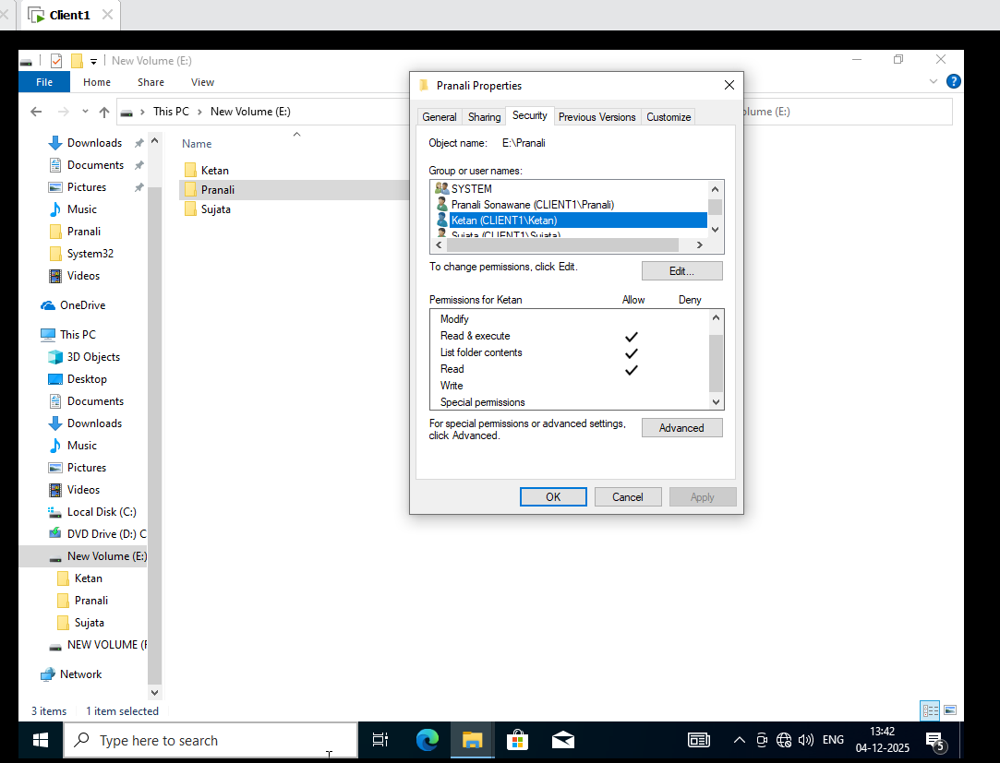 Client1
New Volume (E:)
File Home Share View
This PC New Volume (E:)
olume (E:)
Downloads
Documents
Pictures
Music
Pranali
System32
Videos
OneDrive
This PC
3D Objects
Desktop
Documents
Downloads
Music
Pictures
Videos
Local Disk (C:)
DVD Drive (D:) C
New Volume (E:)
Ketan
Pranali
Sujata
NEW VOLUME (F
Network
Name
Ketan
Pranali
Sujata
Pranali Properties
General Sharing Security Previous Versions Customize
Object name: E:\Pranali
Group or user names:
SYSTEM
Pranali Sonawane (CLIENT1\Pranali)
Ketan (CLIENT1\Ketan)
Sujata (CLIENT1\Sujata)
To change permissions, click Edit.
Edit...
Permissions for Ketan Allow Deny
Modify
Read & execute
List folder contents
Read
Write
Special permissions
For special permissions or advanced settings,
click Advanced.
Advanced
OK Cancel Apply
3 items 1 item selected
Type here to search
ENG
13:42
04-12-2025
5